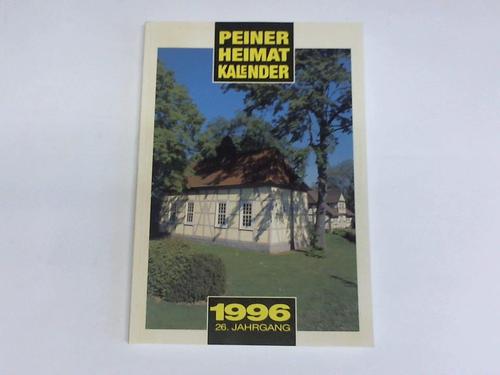 PEINER
HEIMAT
KALENDER
1996
26. JAHRGANG